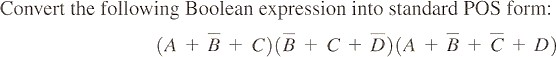 Convert the following Boolean expression into standard POS form:
(A + B̅ + C)(B̅ + C + D̅)(A + B̅ + C̅ + D)